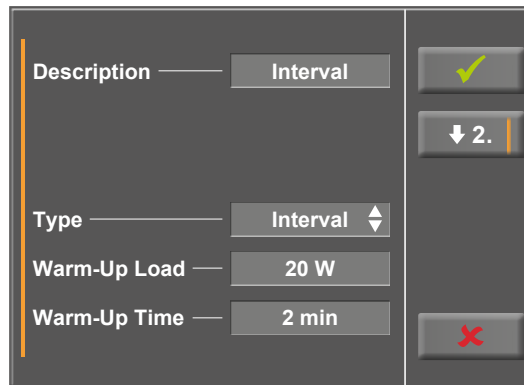 Description Interval
2.
Type Interval
Warm-Up Load 20 W
Warm-Up Time 2 min